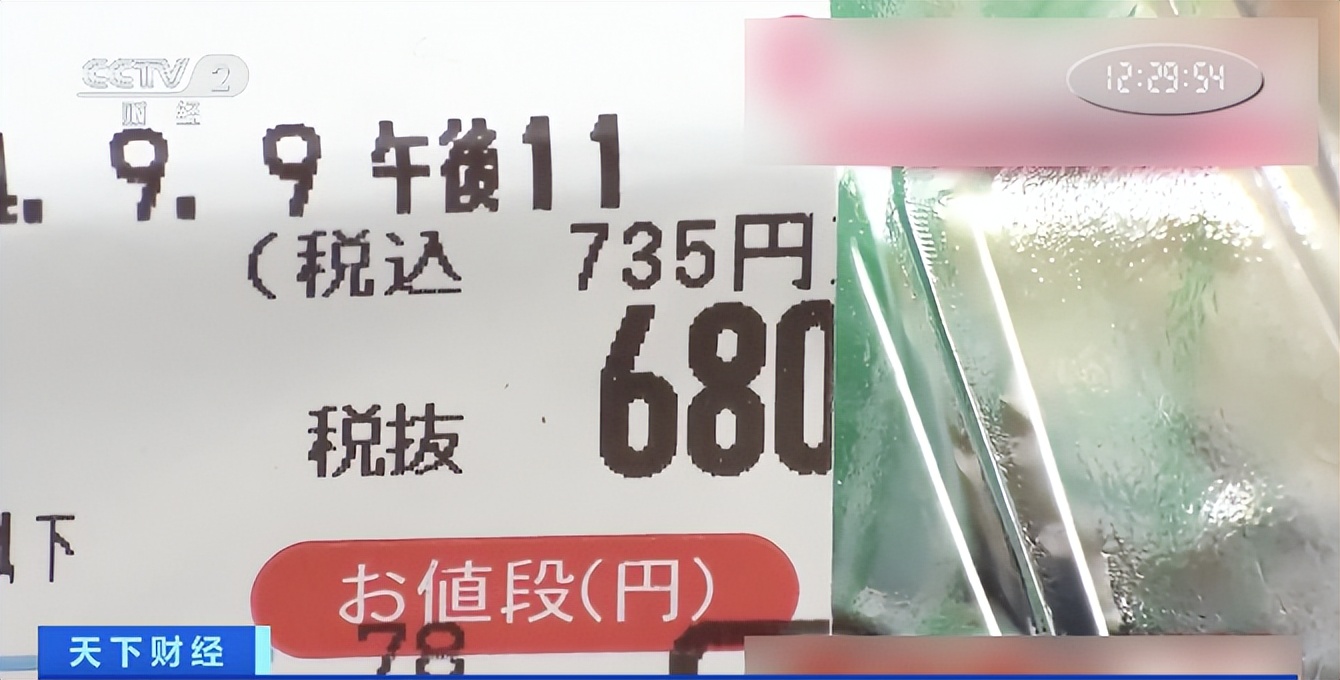 CCTV 2
财 经
12:29:54
. 9. 9 午後11
(税込 735円
680
税抜
下
お値段(円)
78
天下财经